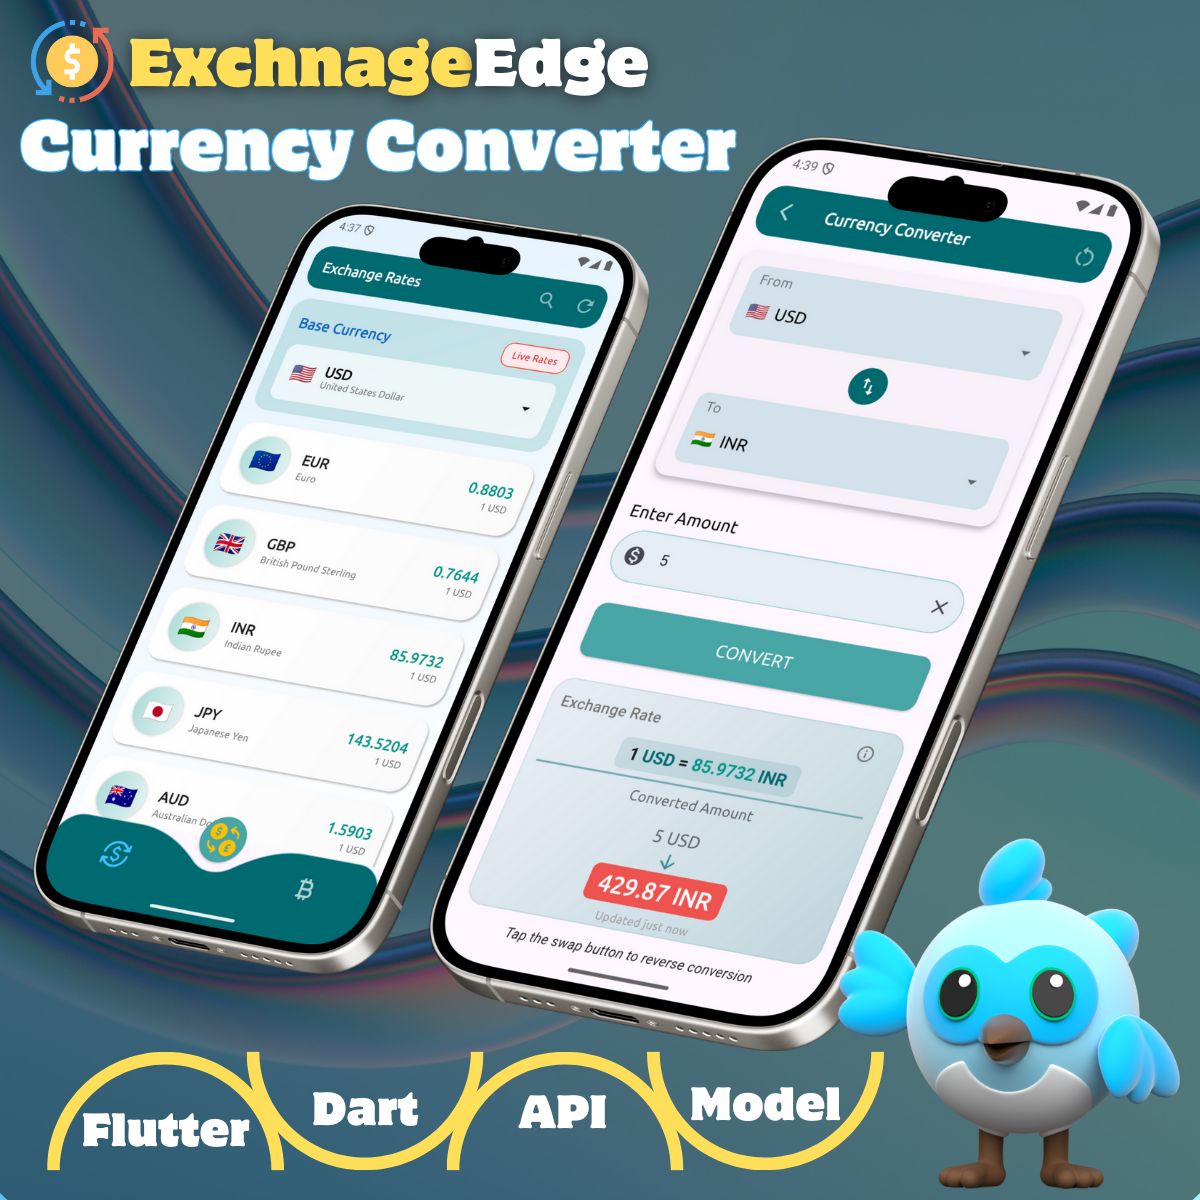 ExchnageEdge
Currency Converter
4:37
Exchange Rates
Base Currency
Live Rates
USD
United States Dollar
EUR
Euro
0.8803
1 USD
GBP
British Pound Sterling
0.7644
1 USD
INR
Indian Rupee
85.9732
1 USD
JPY
Japanese Yen
143.5204
1 USD
AUD
Australian Do
1.5903
1 USD
4:39
Currency Converter
From
USD
To
INR
Enter Amount
5
CONVERT
Exchange Rate
1 USD = 85.9732 INR
Converted Amount
5 USD
429.87 INR
Updated just now
Tap the swap button to reverse conversion
Flutter
Dart
API
Model